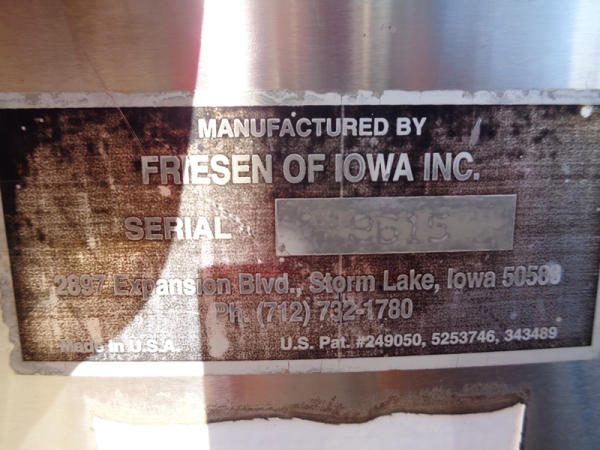 MANUFACTURED BY
FRIESEN OF IOWA INC.
SERIAL
2897 Expansion Blvd., Storm Lake, Iowa 50588
Ph. (712) 732-1780
Made in U.S.A. U.S. Pat. #249050, 5253746, 343489